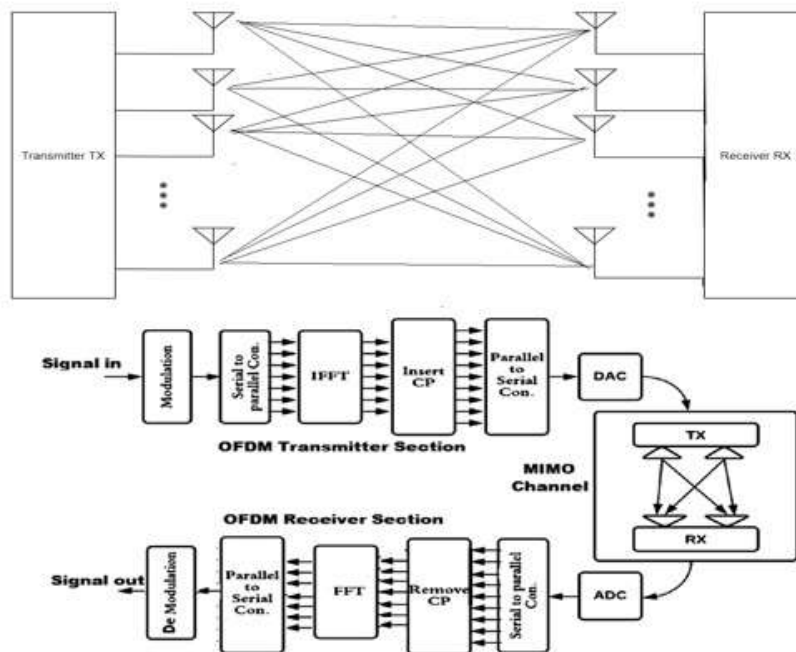 Transmitter TX
Receiver RX
Signal in
Modulation
Serial to
parallel Con.
IFFT
Insert
CP
Parallel
to
Serial
Con.
DAC
OFDM Transmitter Section
MIMO
Channel
TX
RX
OFDM Receiver Section
Signal out
De Modulation
Parallel
to
Serial
Con.
FFT
Remove
CP
Serial to parallel
Con.
ADC